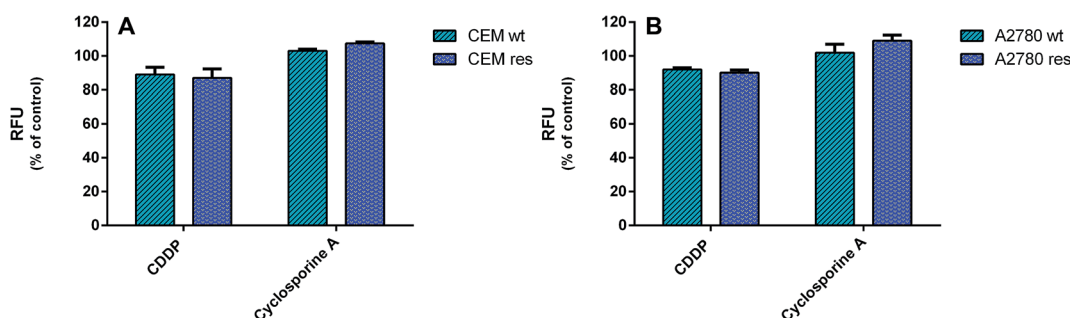 A
RFU
(% of control)
120
100
80
60
40
20
0
CDDP
Cyclosporine A
CEM wt
CEM res
B
RFU
(% of control)
120
100
80
60
40
20
0
CDDP
Cyclosporine A
A2780 wt
A2780 res